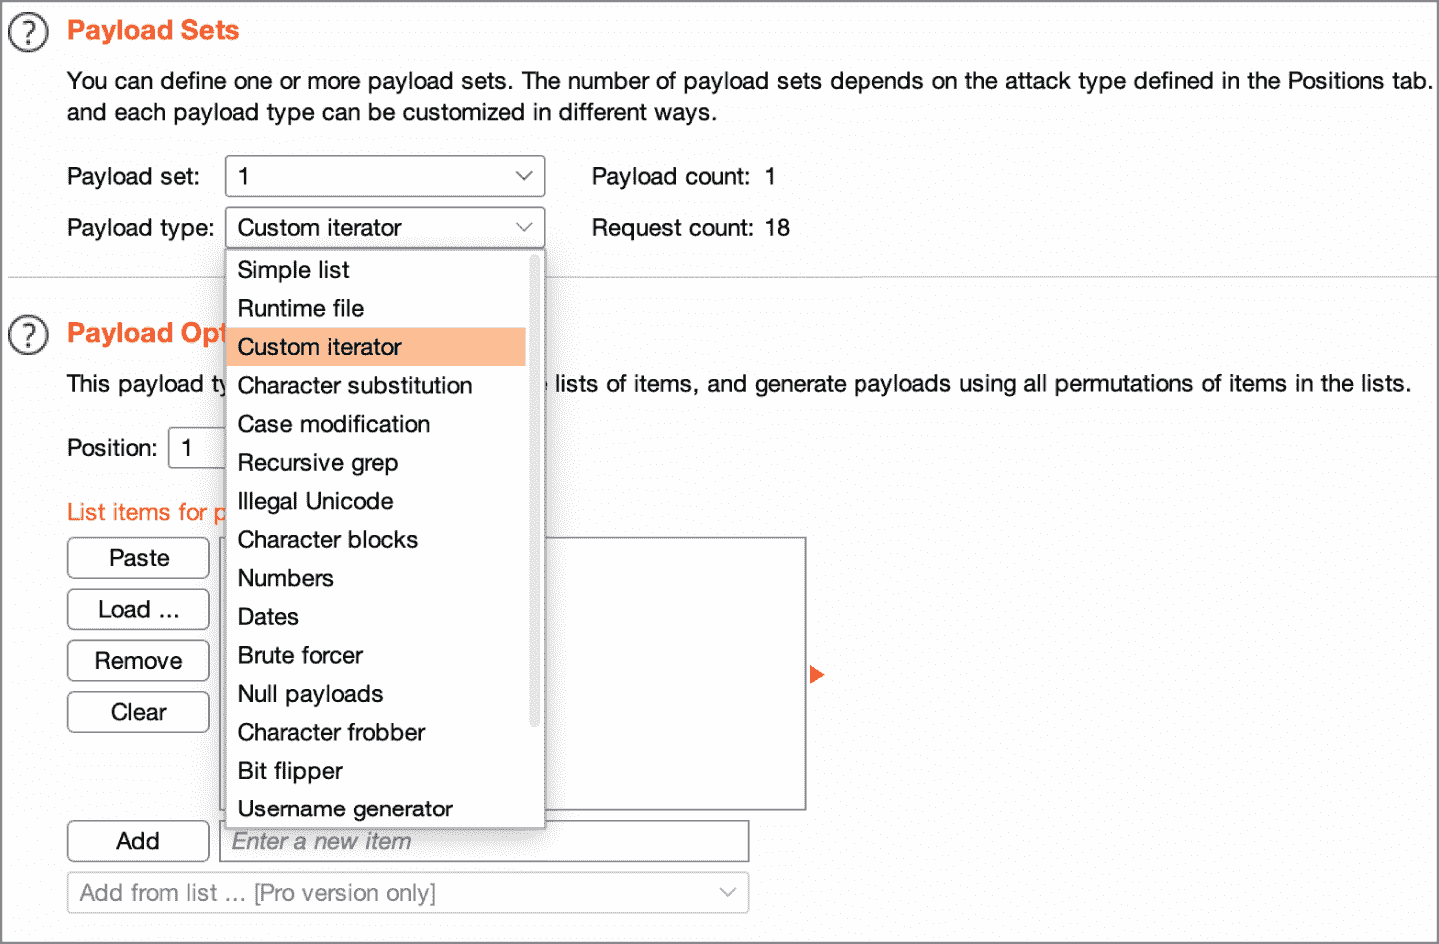 Payload Sets
You can define one or more payload sets. The number of payload sets depends on the attack type defined in the Positions tab.
and each payload type can be customized in different ways.
Payload set: 1 Payload count: 1
Payload type: Custom iterator Request count: 18
Simple list
Runtime file
Payload Opt
Custom iterator
This payload ty lists of items, and generate payloads using all permutations of items in the lists.
Character substitution
Case modification
Position: 1
Recursive grep
Illegal Unicode
List items for p
Character blocks
Paste
Numbers
Load ...
Dates
Brute forcer
Remove
Null payloads
Clear
Character frobber
Bit flipper
Username generator
Add Enter a new item
Add from list ... [Pro version only]